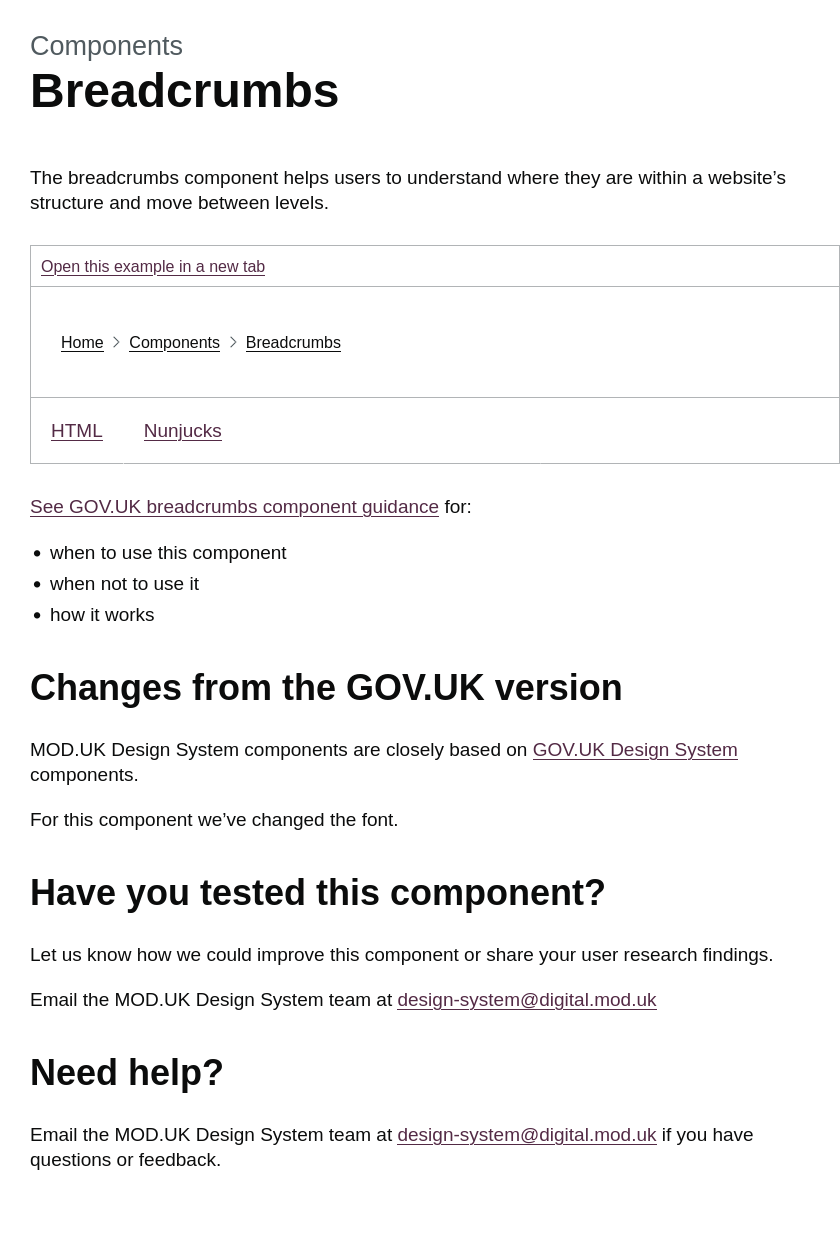 Components
Breadcrumbs
The breadcrumbs component helps users to understand where they are within a website’s
structure and move between levels.
Open this example in a new tab
Home Components Breadcrumbs
HTML Nunjucks
See GOV.UK breadcrumbs component guidance for:
• when to use this component
• when not to use it
• how it works
Changes from the GOV.UK version
MOD.UK Design System components are closely based on GOV.UK Design System
components.
For this component we’ve changed the font.
Have you tested this component?
Let us know how we could improve this component or share your user research findings.
Email the MOD.UK Design System team at design-system@digital.mod.uk
Need help?
Email the MOD.UK Design System team at design-system@digital.mod.uk if you have
questions or feedback.